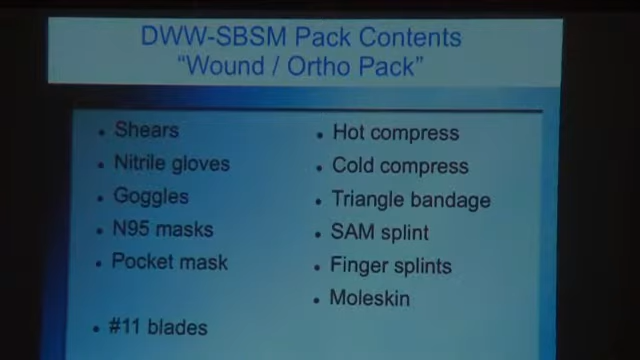 DWW-SBSM Pack Contents
“Wound / Ortho Pack”
• Shears
• Nitrile gloves
• Goggles
• N95 masks
• Pocket mask
• #11 blades
• Hot compress
• Cold compress
• Triangle bandage
• SAM splint
• Finger splints
• Moleskin